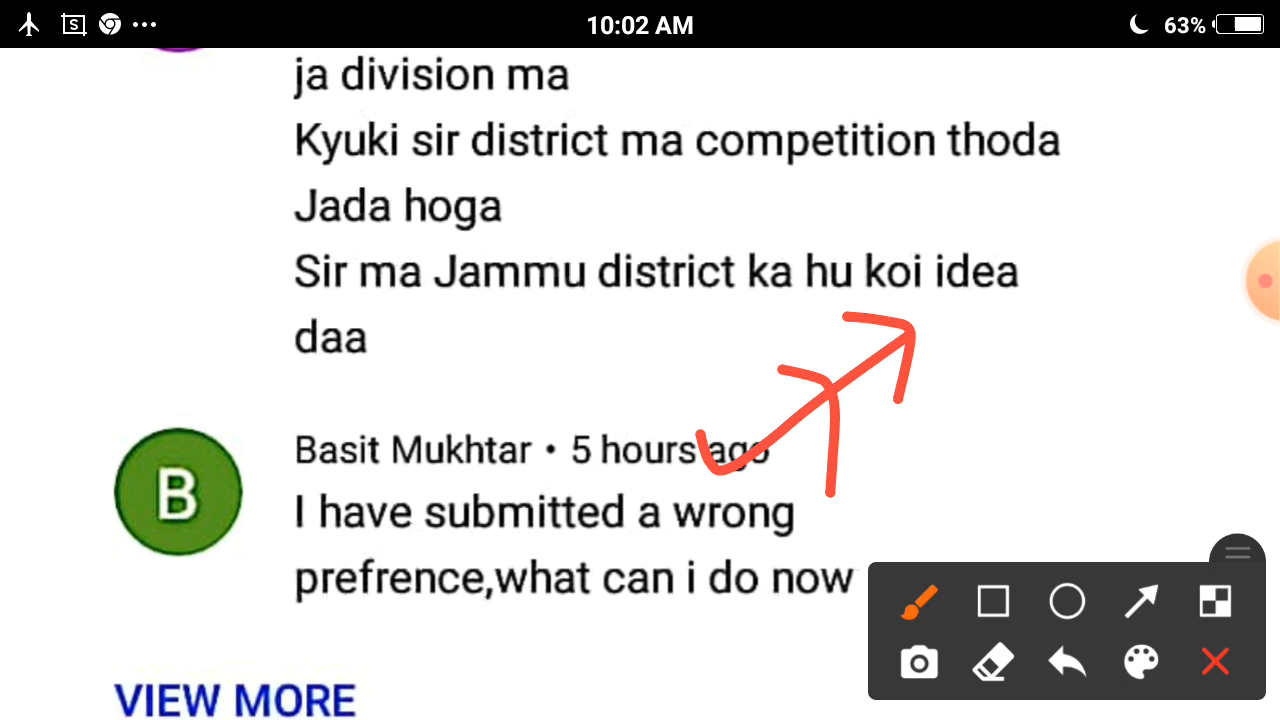 10:02 AM
63%
ja division ma
Kyuki sir district ma competition thoda
Jada hoga
Sir ma Jammu district ka hu koi idea
daa
Basit Mukhtar • 5 hours ago
B
I have submitted a wrong
prefrence,what can i do now
VIEW MORE